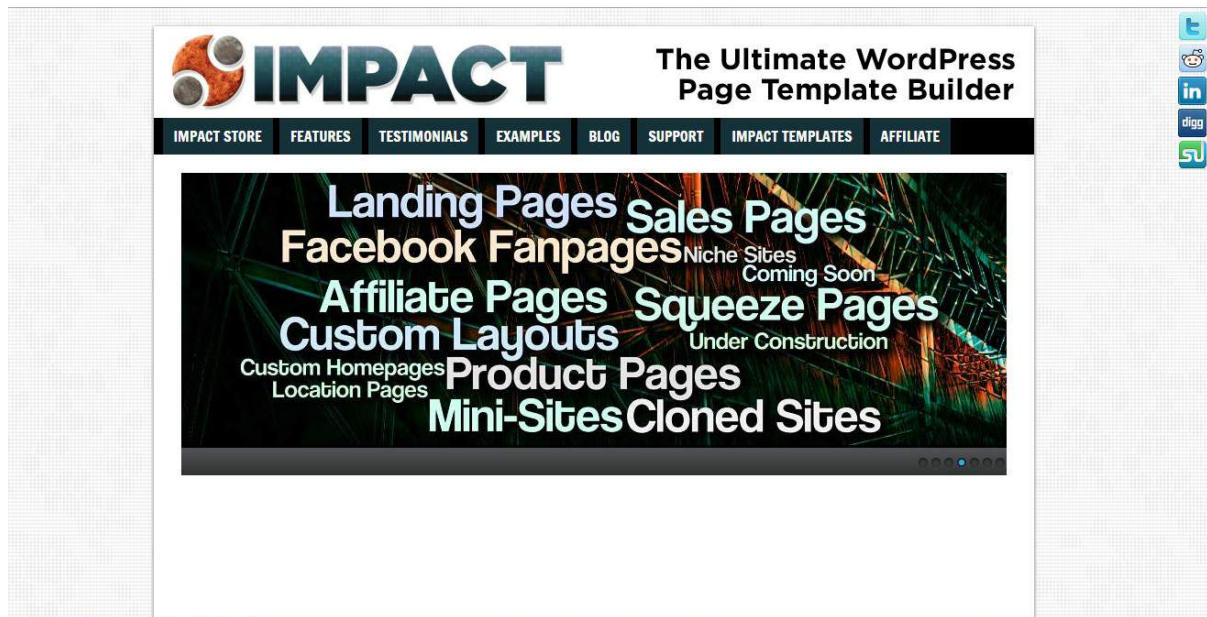 IMPACT
The Ultimate WordPress
Page Template Builder
IMPACT STORE FEATURES TESTIMONIALS EXAMPLES BLOG SUPPORT IMPACT TEMPLATES AFFILIATE
Landing Pages
Sales Pages
Facebook Fanpages
Niche Sites
Coming Soon
Affiliate Pages
Squeeze Pages
Custom Layouts
Under Construction
Custom Homepages
Product Pages
Location Pages
Mini-Sites
Cloned Sites
in
digg